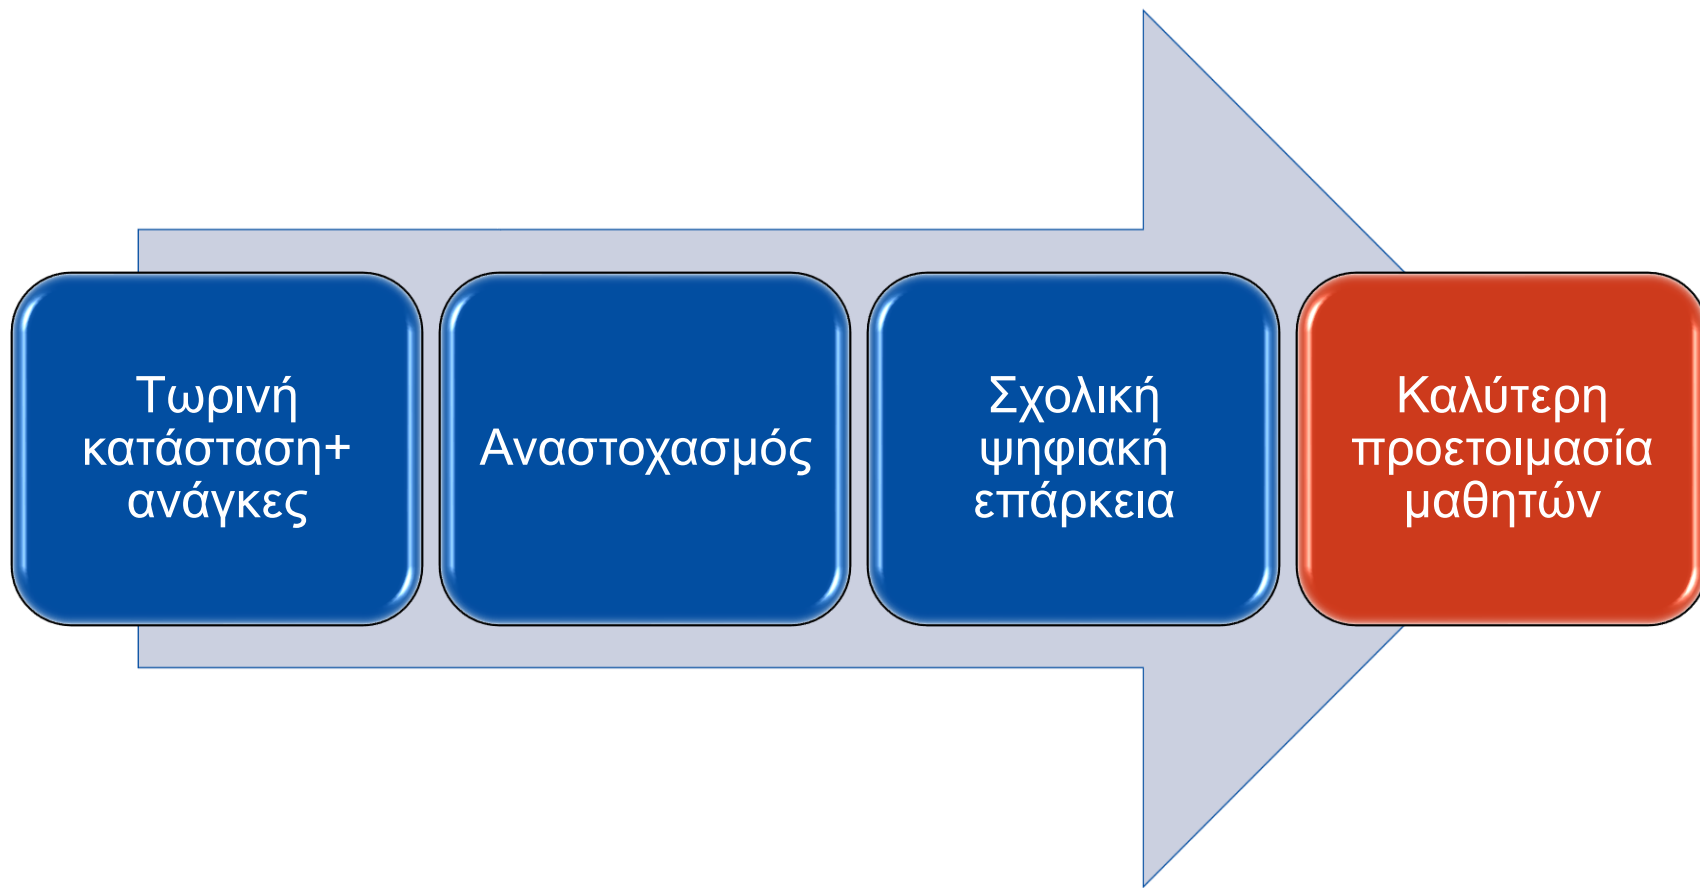 Τωρινή
κατάσταση+
ανάγκες
Αναστοχασμός
Σχολική
ψηφιακή
επάρκεια
Καλύτερη
προετοιμασία
μαθητών